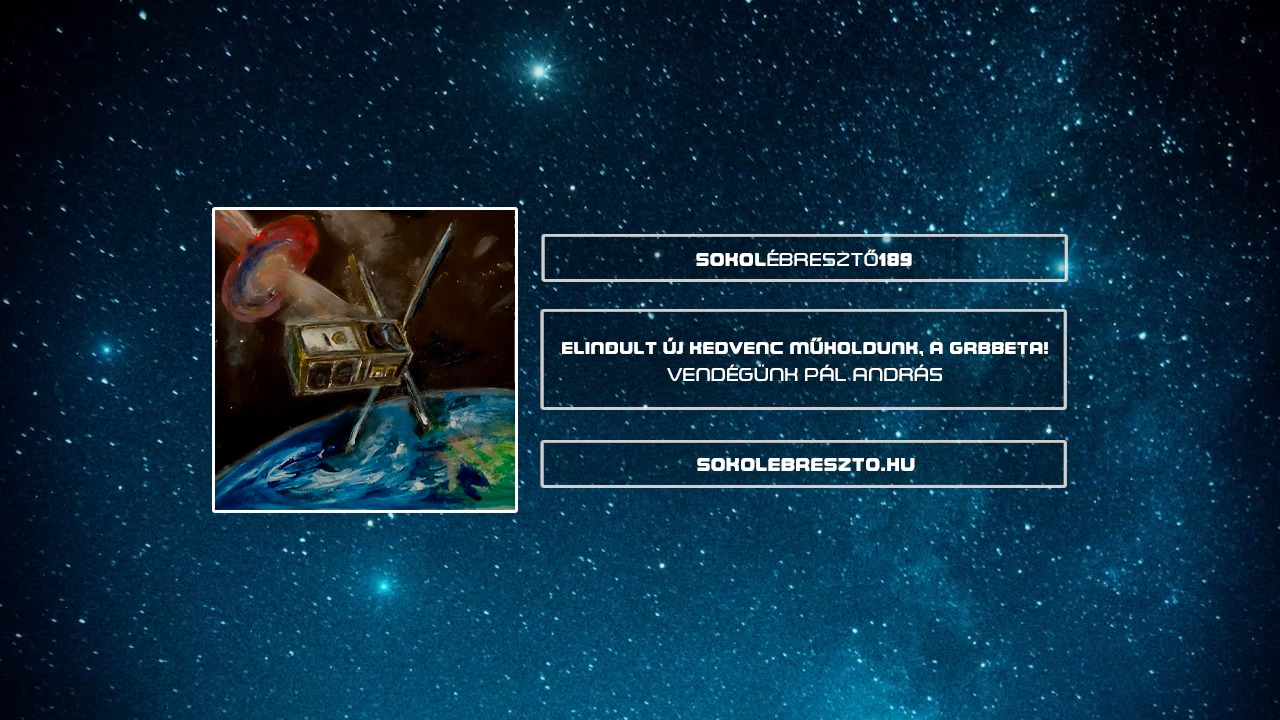 SOKOLÉBRESZTŐ189
ELINDULT ÚJ KEDVENC MŰHOLDUNK, A GRBBETA!
VENDÉGÜNK PÁL ANDRÁS
SOKOLEBRESZTO.HU